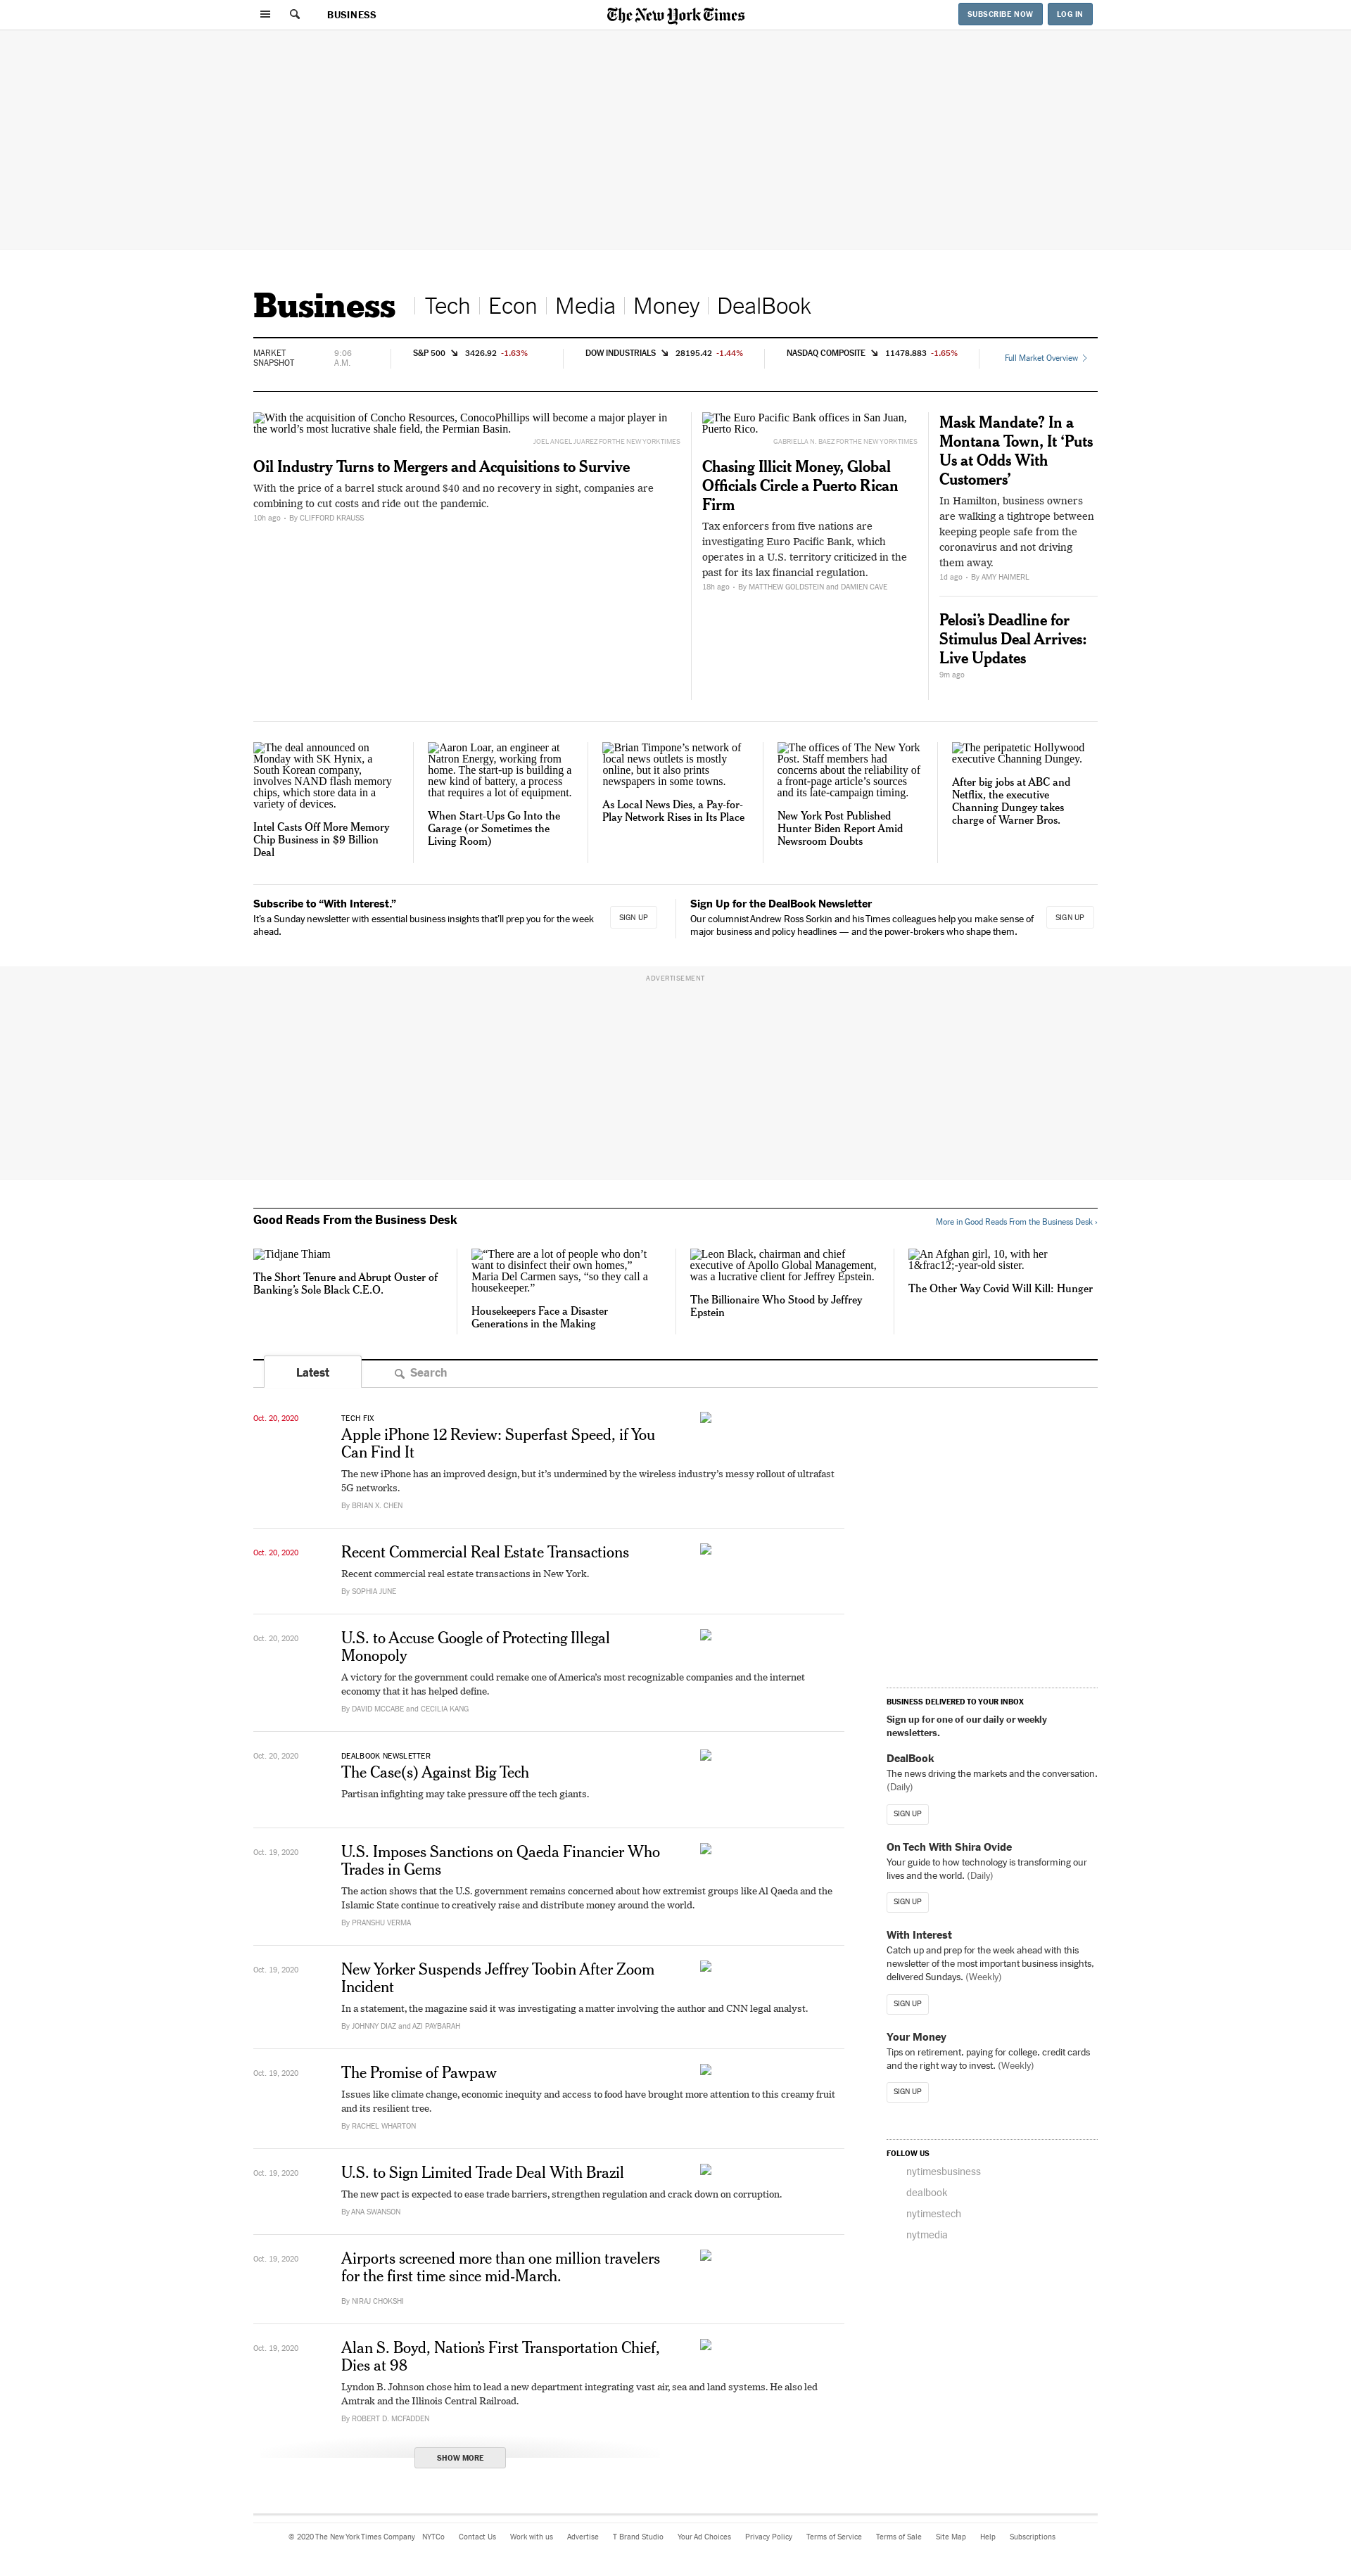 BUSINESS
The New York Times
SUBSCRIBE NOW
LOG IN
Business
Tech
Econ
Media
Money
DealBook
MARKET
SNAPSHOT
9:06
A.M.
S&P 500 3426.92 -1.63%
DOW INDUSTRIALS 28195.42 -1.44%
NASDAQ COMPOSITE 11478.883 -1.65%
Full Market Overview
With the acquisition of Concho Resources, ConocoPhillips will become a major player in
the world’s most lucrative shale field, the Permian Basin.
JOEL ANGEL JUAREZ FOR THE NEW YORK TIMES
Oil Industry Turns to Mergers and Acquisitions to Survive
With the price of a barrel stuck around $40 and no recovery in sight, companies are
combining to cut costs and ride out the pandemic.
10h ago - By CLIFFORD KRAUSS
The Euro Pacific Bank offices in San Juan,
Puerto Rico.
GABRIELLA N. BAEZ FOR THE NEW YORK TIMES
Chasing Illicit Money, Global
Officials Circle a Puerto Rican
Firm
Tax enforcers from five nations are
investigating Euro Pacific Bank, which
operates in a U.S. territory criticized in the
past for its lax financial regulation.
18h ago - By MATTHEW GOLDSTEIN and DAMIEN CAVE
Mask Mandate? In a
Montana Town, It ‘Puts
Us at Odds With
Customers’
In Hamilton, business owners
are walking a tightrope between
keeping people safe from the
coronavirus and not driving
them away.
1d ago - By AMY HAIMERL
Pelosi’s Deadline for
Stimulus Deal Arrives:
Live Updates
9m ago
The deal announced on
Monday with SK Hynix, a
South Korean company,
involves NAND flash memory
chips, which store data in a
variety of devices.
Intel Casts Off More Memory
Chip Business in $9 Billion
Deal
Aaron Loar, an engineer at
Natron Energy, working from
home. The start-up is building a
new kind of battery, a process
that requires a lot of equipment.
When Start-Ups Go Into the
Garage (or Sometimes the
Living Room)
Brian Timpone’s network of
local news outlets is mostly
online, but it also prints
newspapers in some towns.
As Local News Dies, a Pay-for-
Play Network Rises in Its Place
The offices of The New York
Post. Staff members had
concerns about the reliability of
a front-page article’s sources
and its late-campaign timing.
New York Post Published
Hunter Biden Report Amid
Newsroom Doubts
The peripatetic Hollywood
executive Channing Dungey.
After big jobs at ABC and
Netflix, the executive
Channing Dungey takes
charge of Warner Bros.
Subscribe to “With Interest.”
It’s a Sunday newsletter with essential business insights that’ll prep you for the week
ahead.
SIGN UP
Sign Up for the DealBook Newsletter
Our columnist Andrew Ross Sorkin and his Times colleagues help you make sense of
major business and policy headlines — and the power-brokers who shape them.
SIGN UP
ADVERTISEMENT
Good Reads From the Business Desk
More in Good Reads From the Business Desk ›
Tidjane Thiam
The Short Tenure and Abrupt Ouster of
Banking’s Sole Black C.E.O.
“There are a lot of people who don’t
want to disinfect their own homes,”
Maria Del Carmen says, “so they call a
housekeeper.”
Housekeepers Face a Disaster
Generations in the Making
Leon Black, chairman and chief
executive of Apollo Global Management,
was a lucrative client for Jeffrey Epstein.
The Billionaire Who Stood by Jeffrey
Epstein
An Afghan girl, 10, with her
1&frac12;-year-old sister.
The Other Way Covid Will Kill: Hunger
Latest
Search
Oct. 20, 2020
TECH FIX
Apple iPhone 12 Review: Superfast Speed, if You
Can Find It
The new iPhone has an improved design, but it’s undermined by the wireless industry’s messy rollout of ultrafast
5G networks.
By BRIAN X. CHEN
Oct. 20, 2020
Recent Commercial Real Estate Transactions
Recent commercial real estate transactions in New York.
By SOPHIA JUNE
Oct. 20, 2020
U.S. to Accuse Google of Protecting Illegal
Monopoly
A victory for the government could remake one of America’s most recognizable companies and the internet
economy that it has helped define.
By DAVID MCCABE and CECILIA KANG
Oct. 20, 2020
DEALBOOK NEWSLETTER
The Case(s) Against Big Tech
Partisan infighting may take pressure off the tech giants.
Oct. 19, 2020
U.S. Imposes Sanctions on Qaeda Financier Who
Trades in Gems
The action shows that the U.S. government remains concerned about how extremist groups like Al Qaeda and the
Islamic State continue to creatively raise and distribute money around the world.
By PRANSHU VERMA
Oct. 19, 2020
New Yorker Suspends Jeffrey Toobin After Zoom
Incident
In a statement, the magazine said it was investigating a matter involving the author and CNN legal analyst.
By JOHNNY DIAZ and AZI PAYBARAH
Oct. 19, 2020
The Promise of Pawpaw
Issues like climate change, economic inequity and access to food have brought more attention to this creamy fruit
and its resilient tree.
By RACHEL WHARTON
Oct. 19, 2020
U.S. to Sign Limited Trade Deal With Brazil
The new pact is expected to ease trade barriers, strengthen regulation and crack down on corruption.
By ANA SWANSON
Oct. 19, 2020
Airports screened more than one million travelers
for the first time since mid-March.
By NIRAJ CHOKSHI
Oct. 19, 2020
Alan S. Boyd, Nation’s First Transportation Chief,
Dies at 98
Lyndon B. Johnson chose him to lead a new department integrating vast air, sea and land systems. He also led
Amtrak and the Illinois Central Railroad.
By ROBERT D. MCFADDEN
SHOW MORE
BUSINESS DELIVERED TO YOUR INBOX
Sign up for one of our daily or weekly
newsletters.
DealBook
The news driving the markets and the conversation.
(Daily)
SIGN UP
On Tech With Shira Ovide
Your guide to how technology is transforming our
lives and the world. (Daily)
SIGN UP
With Interest
Catch up and prep for the week ahead with this
newsletter of the most important business insights,
delivered Sundays. (Weekly)
SIGN UP
Your Money
Tips on retirement, paying for college, credit cards
and the right way to invest. (Weekly)
SIGN UP
FOLLOW US
nytimesbusiness
dealbook
nytimestech
nytmedia
© 2020 The New York Times Company NYTCo Contact Us Work with us Advertise T Brand Studio Your Ad Choices Privacy Policy Terms of Service Terms of Sale Site Map Help Subscriptions